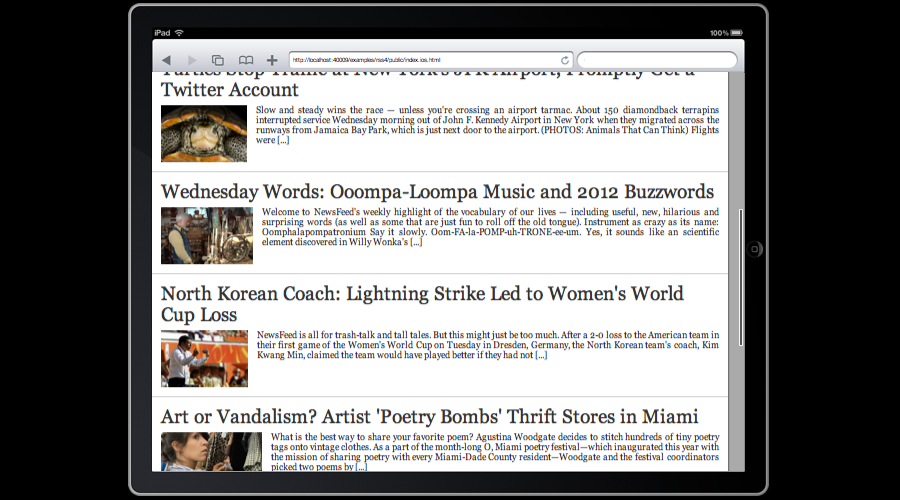 iPad
100%
http://localhost:40009/examples/rss4/public/index.ios.html
Turtles Stop Traffic at New York's JFK Airport, Promptly Get a
Twitter Account
Slow and steady wins the race — unless you're crossing an airport tarmac. About 150 diamondback terrapins
interrupted service Wednesday morning out of John F. Kennedy Airport in New York when they migrated across the
runways from Jamaica Bay Park, which is just next door to the airport. (PHOTOS: Animals That Can Think) Flights
were [...]
Wednesday Words: Ooompa-Loompa Music and 2012 Buzzwords
Welcome to NewsFeed's weekly highlight of the vocabulary of our lives — including useful, new, hilarious and
surprising words (as well as some that are just fun to roll off the old tongue). Instrument as crazy as its name:
Oomphalapompatronium Say it slowly. Oom-FA-la-POMP-uh-TRONE-ee-um. Yes, it sounds like an scientific
element discovered in Willy Wonka's [...]
North Korean Coach: Lightning Strike Led to Women's World
Cup Loss
NewsFeed is all for trash-talk and tall tales. But this might just be too much. After a 2-0 loss to the American team in
their first game of the Women's World Cup on Tuesday in Dresden, Germany, the North Korean team's coach, Kim
Kwang Min, claimed the team would have played better if they had not [...]
Art or Vandalism? Artist 'Poetry Bombs' Thrift Stores in Miami
What is the best way to share your favorite poem? Agustina Woodgate decides to stitch hundreds of tiny poetry
tags onto vintage clothes. As a part of the month-long O, Miami poetry festival—which inaugurated this year with
the mission of sharing poetry with every Miami-Dade County resident—Woodgate and the festival coordinators
picked two poems by [...]